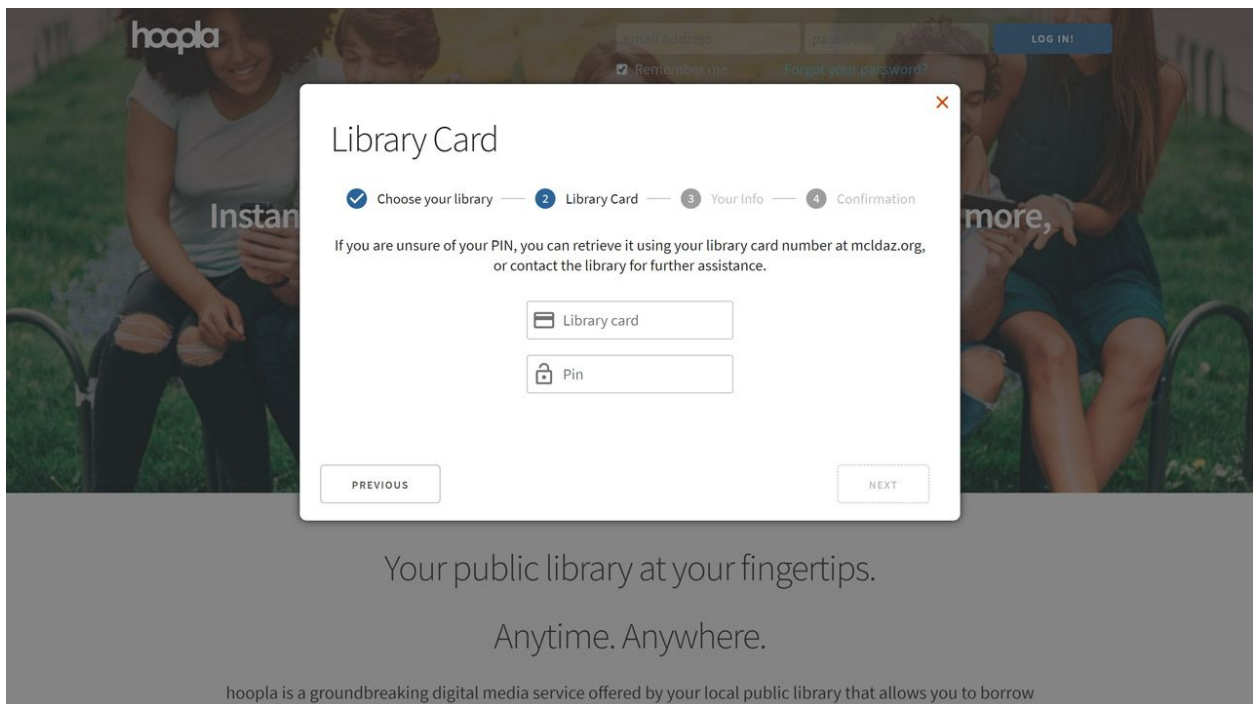 hoopla
email address
password
LOG IN!
Remember me
Forgot your password?
Library Card
Choose your library
2 Library Card
3 Your Info
4 Confirmation
Instan
more,
If you are unsure of your PIN, you can retrieve it using your library card number at mcldaz.org,
or contact the library for further assistance.
Library card
Pin
PREVIOUS
NEXT
Your public library at your fingertips.
Anytime. Anywhere.
hoopla is a groundbreaking digital media service offered by your local public library that allows you to borrow